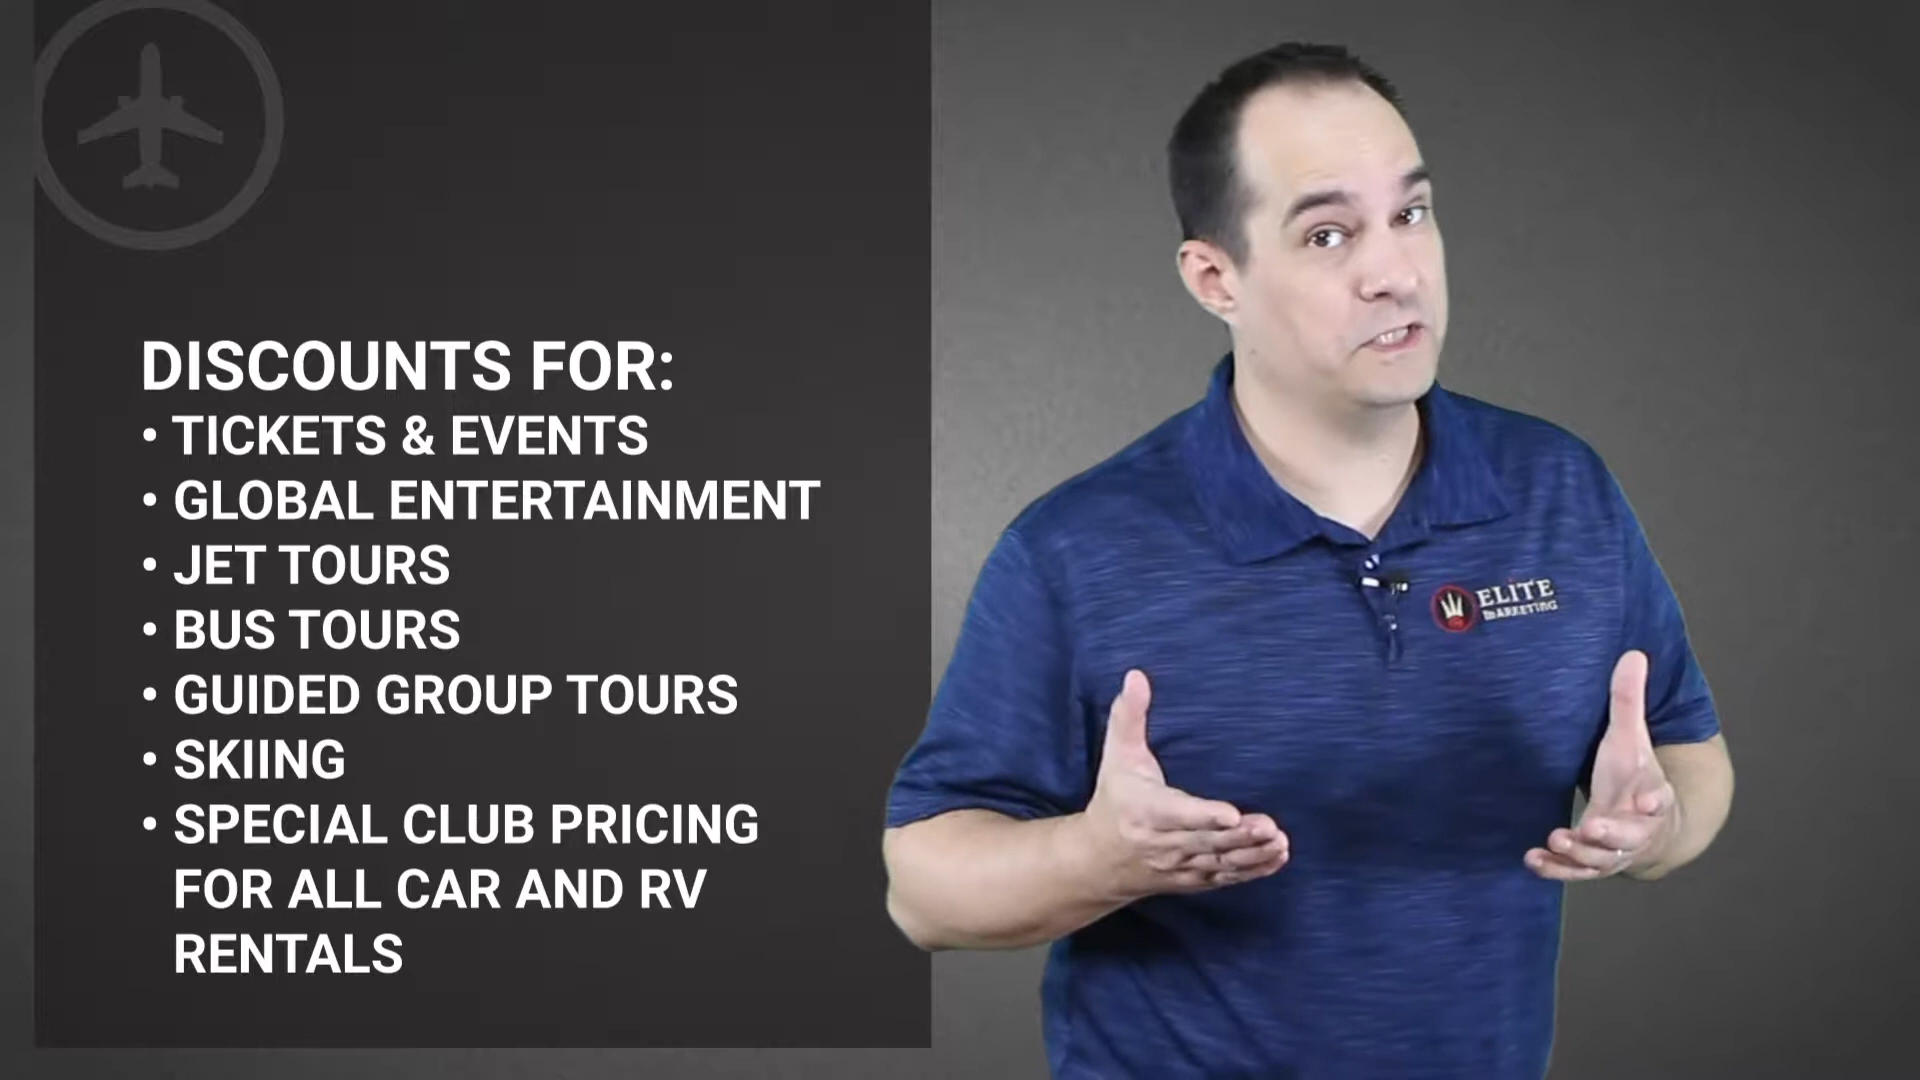 DISCOUNTS FOR:
• TICKETS & EVENTS
• GLOBAL ENTERTAINMENT
• JET TOURS
• BUS TOURS
• GUIDED GROUP TOURS
• SKIING
• SPECIAL CLUB PRICING
FOR ALL CAR AND RV
RENTALS
ELITE
MARKETING